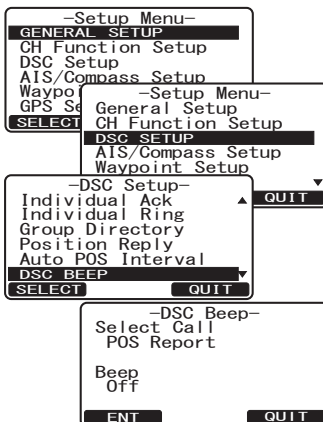 –Setup Menu–
GENERAL SETUP
CH Function Setup
DSC Setup
AIS/Compass Setup
GPS
SELECT
–Setup Menu–
General Setup
CH Function Setup
DSC SETUP
AIS/Compass Setup
Waypoint Setup
QUIT
–DSC Setup–
Individual Ack
Individual Ring
Group Directory
Position Reply
Auto POS Interval
DSC BEEP
SELECT QUIT
–DSC Beep–
Select Call
POS Report
Beep
Off
ENT QUIT